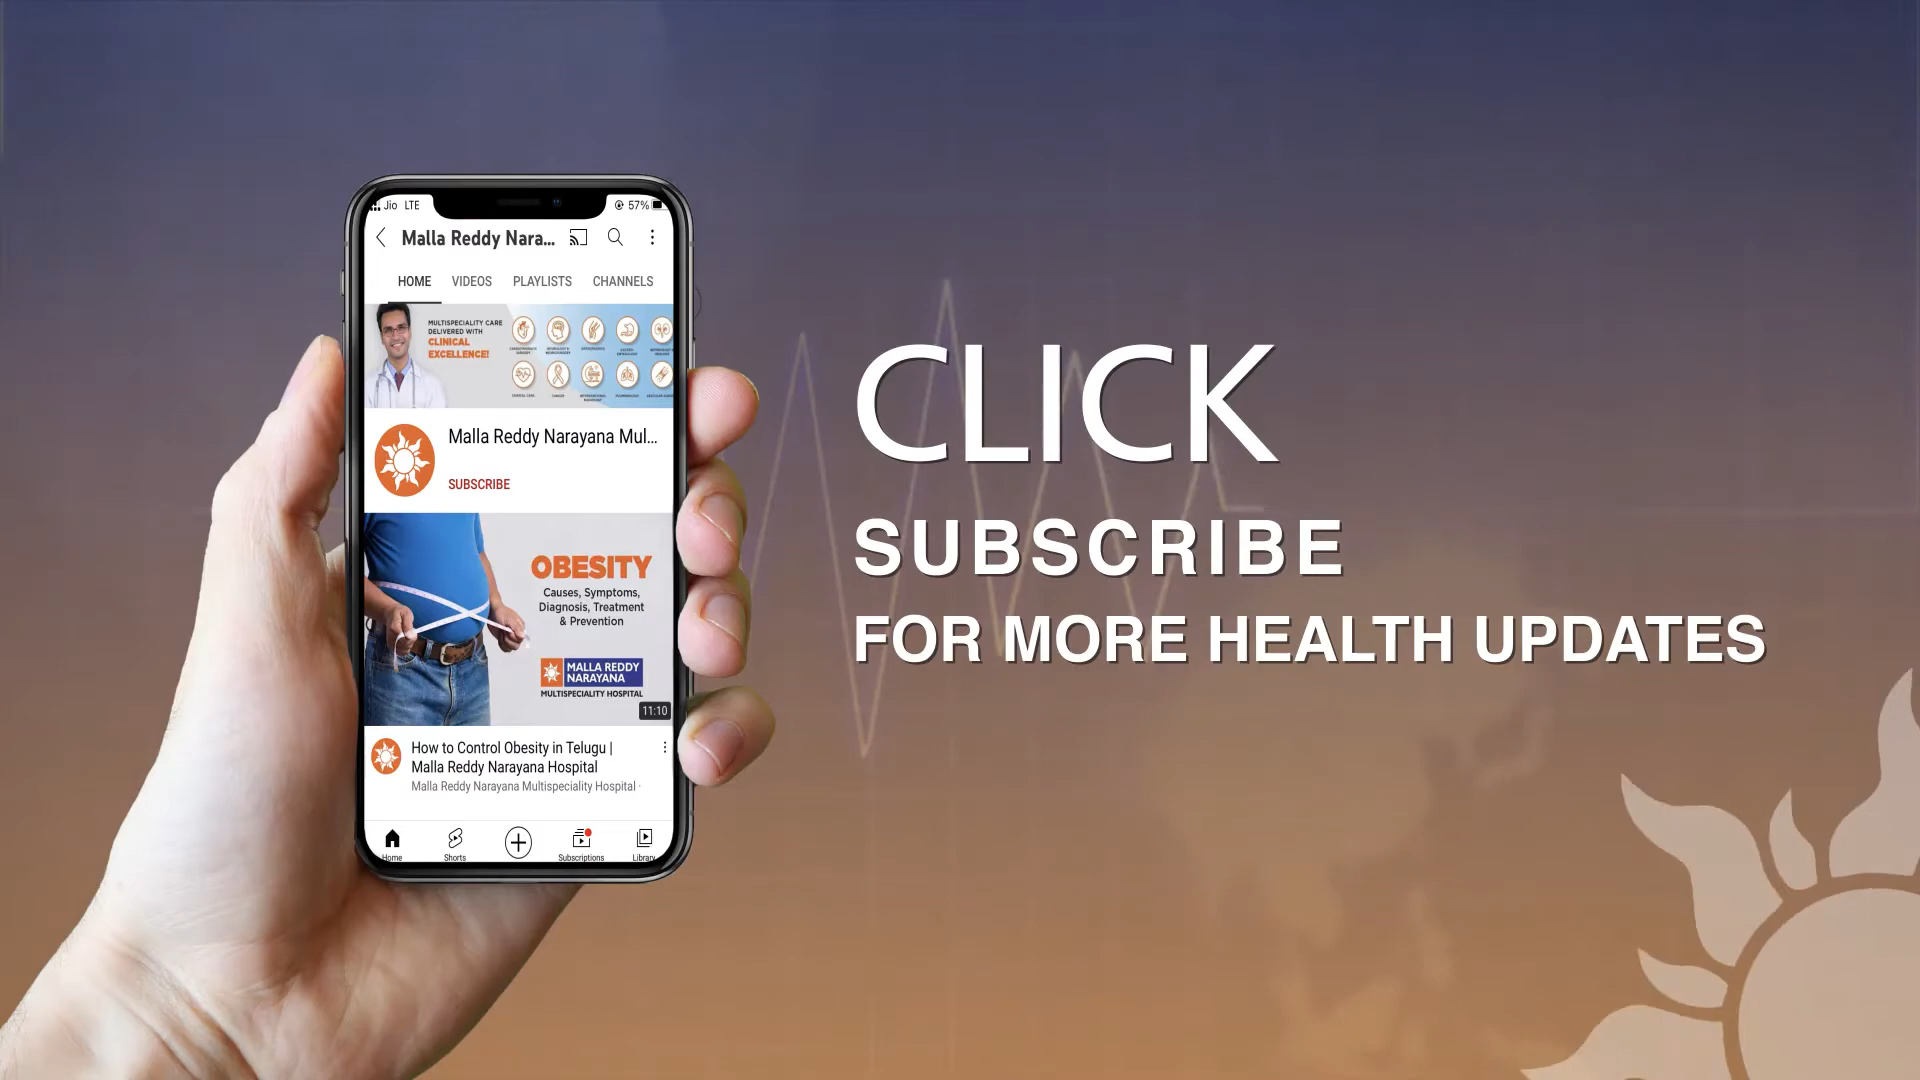 Jio LTE
57%
Malla Reddy Nara...
HOME VIDEOS PLAYLISTS CHANNELS
MULTISPECIALITY CARE
DELIVERED WITH
CLINICAL
EXCELLENCE!
Malla Reddy Narayana Mul...
SUBSCRIBE
OBESITY
Causes, Symptoms,
Diagnosis, Treatment
& Prevention
MALLA REDDY
NARAYANA
MULTISPECIALITY HOSPITAL
11:10
How to Control Obesity in Telugu |
Malla Reddy Narayana Hospital
Malla Reddy Narayana Multispeciality Hospital ·
Home Shorts Subscriptions Library
CLICK
SUBSCRIBE
FOR MORE HEALTH UPDATES